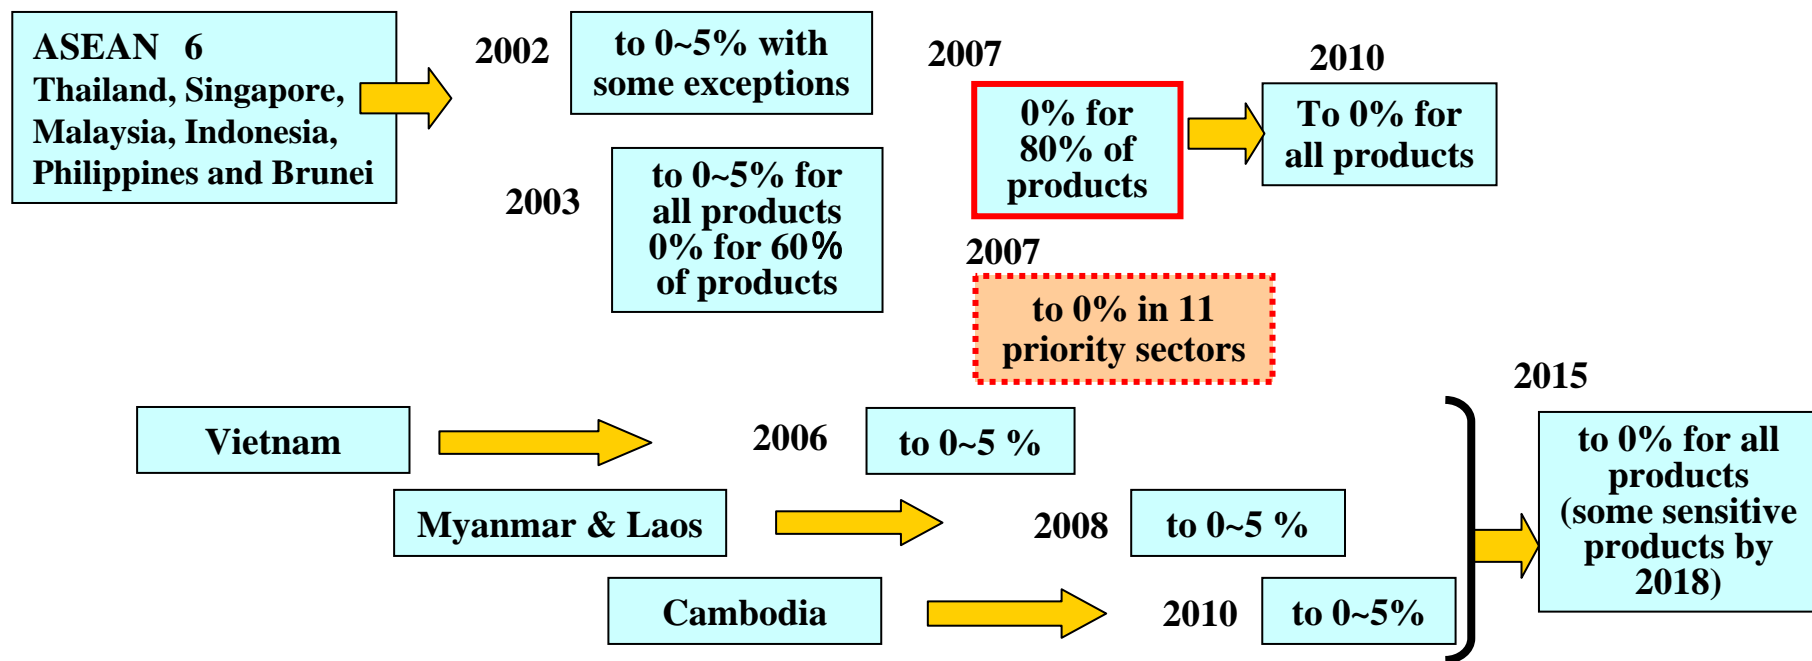 ASEAN 6
Thailand, Singapore,
Malaysia, Indonesia,
Philippines and Brunei
2002
to 0~5% with
some exceptions
2003
to 0~5% for
all products
0% for 60%
of products
2007
0% for
80% of
products
2010
To 0% for
all products
2007
to 0% in 11
priority sectors
Vietnam
2006
to 0~5 %
Myanmar & Laos
2008
to 0~5 %
Cambodia
2010
to 0~5%
2015
to 0% for all
products
(some sensitive
products by
2018)